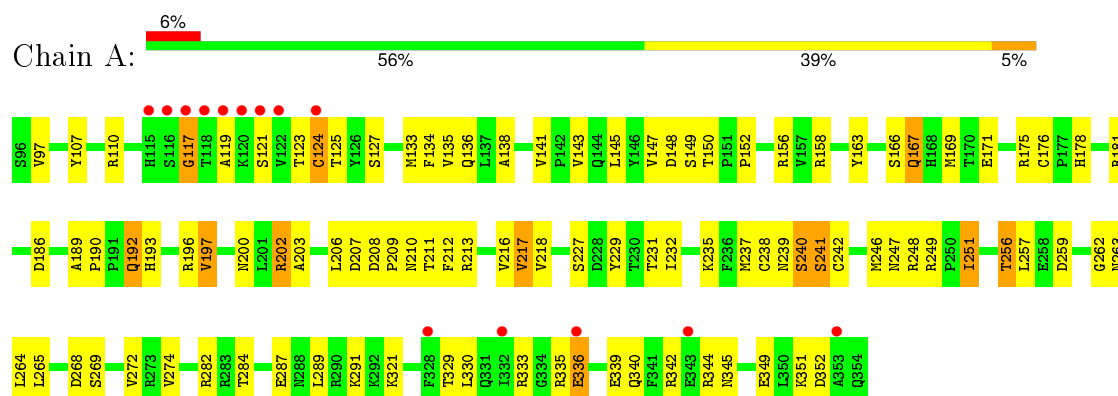 6%
Chain A:
56% 39% 5%
S96 V97 Y107 R110 H115 S116 G117 T118 A119 K120 S121 V122 T123 C124 T125 Y126 S127 M133 F134 V135 Q136 L137 A138 V141 P142 V143 Q144 L145 Y146 V147 D148 S149 T150 P151 P152 R156 V157 R158 Y163 S166 Q167 H168 M169 T170 E171 R175 C176 P177 H178 R181
D186 A189 P190 P191 Q192 H193 R196 V197 N200 L201 R202 A203 L206 D207 D208 P209 N210 T211 F212 R213 V216 V217 V218 S227 D228 Y229 T230 T231 I232 K235 F236 M237 C238 N239 S240 S241 C242 M246 N247 R248 R249 P250 I251 T256 L257 E258 D259 G262 N263
L264 L265 D268 S269 V272 R273 V274 R282 R283 T284 E287 N288 L289 R290 K291 K292 K321 F328 T329 L330 Q331 I332 R333 G334 R335 E336 E339 Q340 F341 R342 E343 R344 N345 E349 L350 K351 D352 A353 Q354